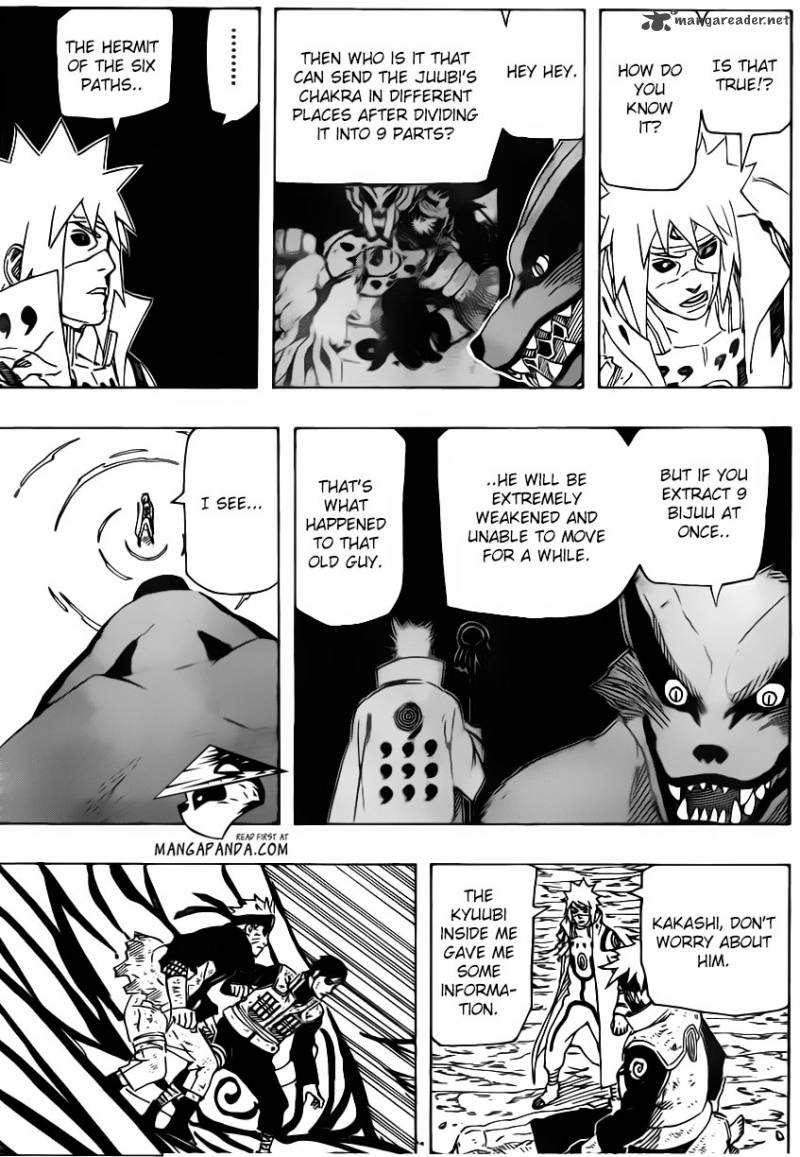 mangareader.net
IS THAT
TRUE!?
HOW DO
YOU
KNOW
IT?
HEY HEY.
THEN WHO IS IT THAT
CAN SEND THE JUUBI'S
CHAKRA IN DIFFERENT
PLACES AFTER DIVIDING
IT INTO 9 PARTS?
.........
THE HERMIT
OF THE SIX
PATHS..
BUT IF YOU
EXTRACT 9
BIJUU AT
ONCE..
..HE WILL BE
EXTREMELY
WEAKENED AND
UNABLE TO MOVE
FOR A WHILE.
THAT'S
WHAT
HAPPENED
TO THAT
OLD GUY.
I SEE...
READ FIRST AT
MANGAPANDA.COM
KAKASHI, DON'T
WORRY ABOUT
HIM.
THE
KYUUBI
INSIDE ME
GAVE ME
SOME
INFORMA-
TION.